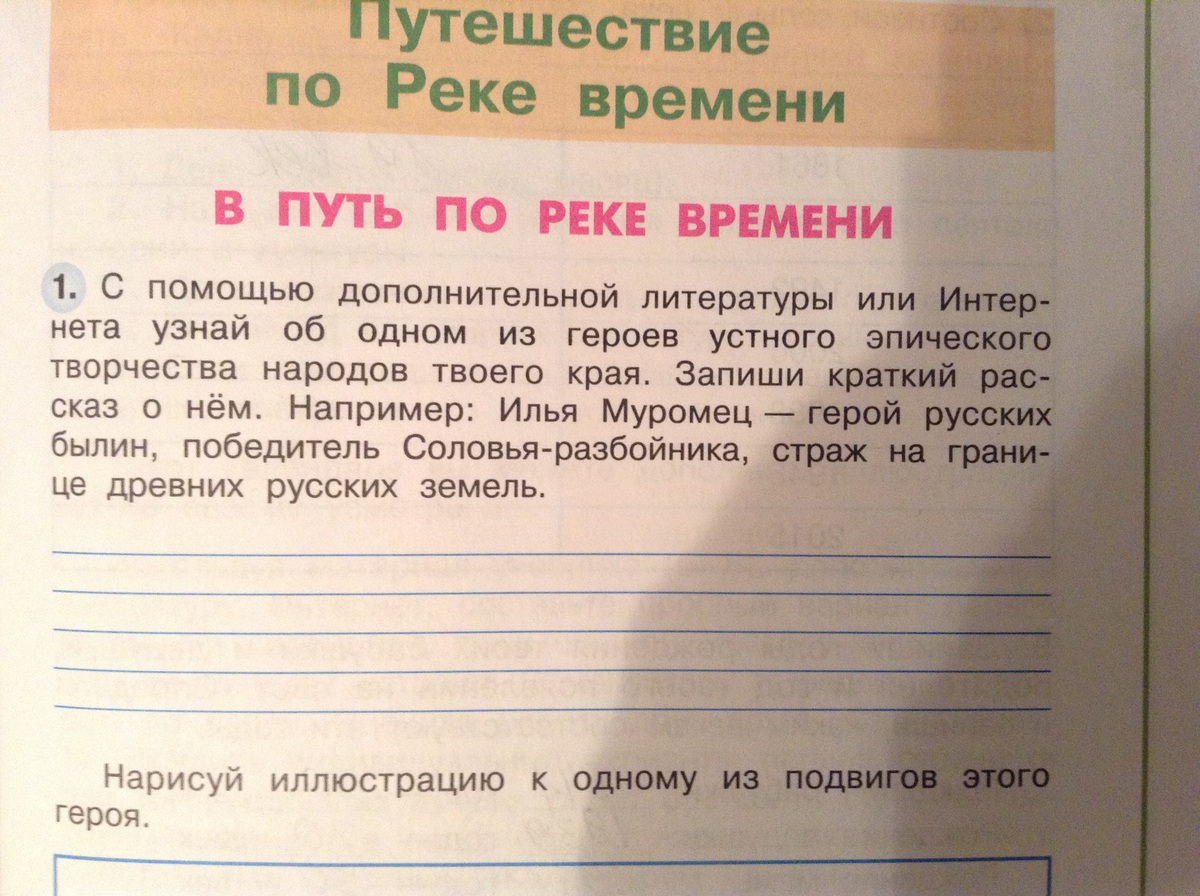 Путешествие
по Реке времени
В ПУТЬ ПО РЕКЕ ВРЕМЕНИ
1. С помощью дополнительной литературы или Интер-
нета узнай об одном из героев устного эпического
творчества народов твоего края. Запиши краткий рас-
сказ о нём. Например: Илья Муромец — герой русских
былин, победитель Соловья-разбойника, страж на грани-
це древних русских земель.
Нарисуй иллюстрацию к одному из подвигов этого
героя.